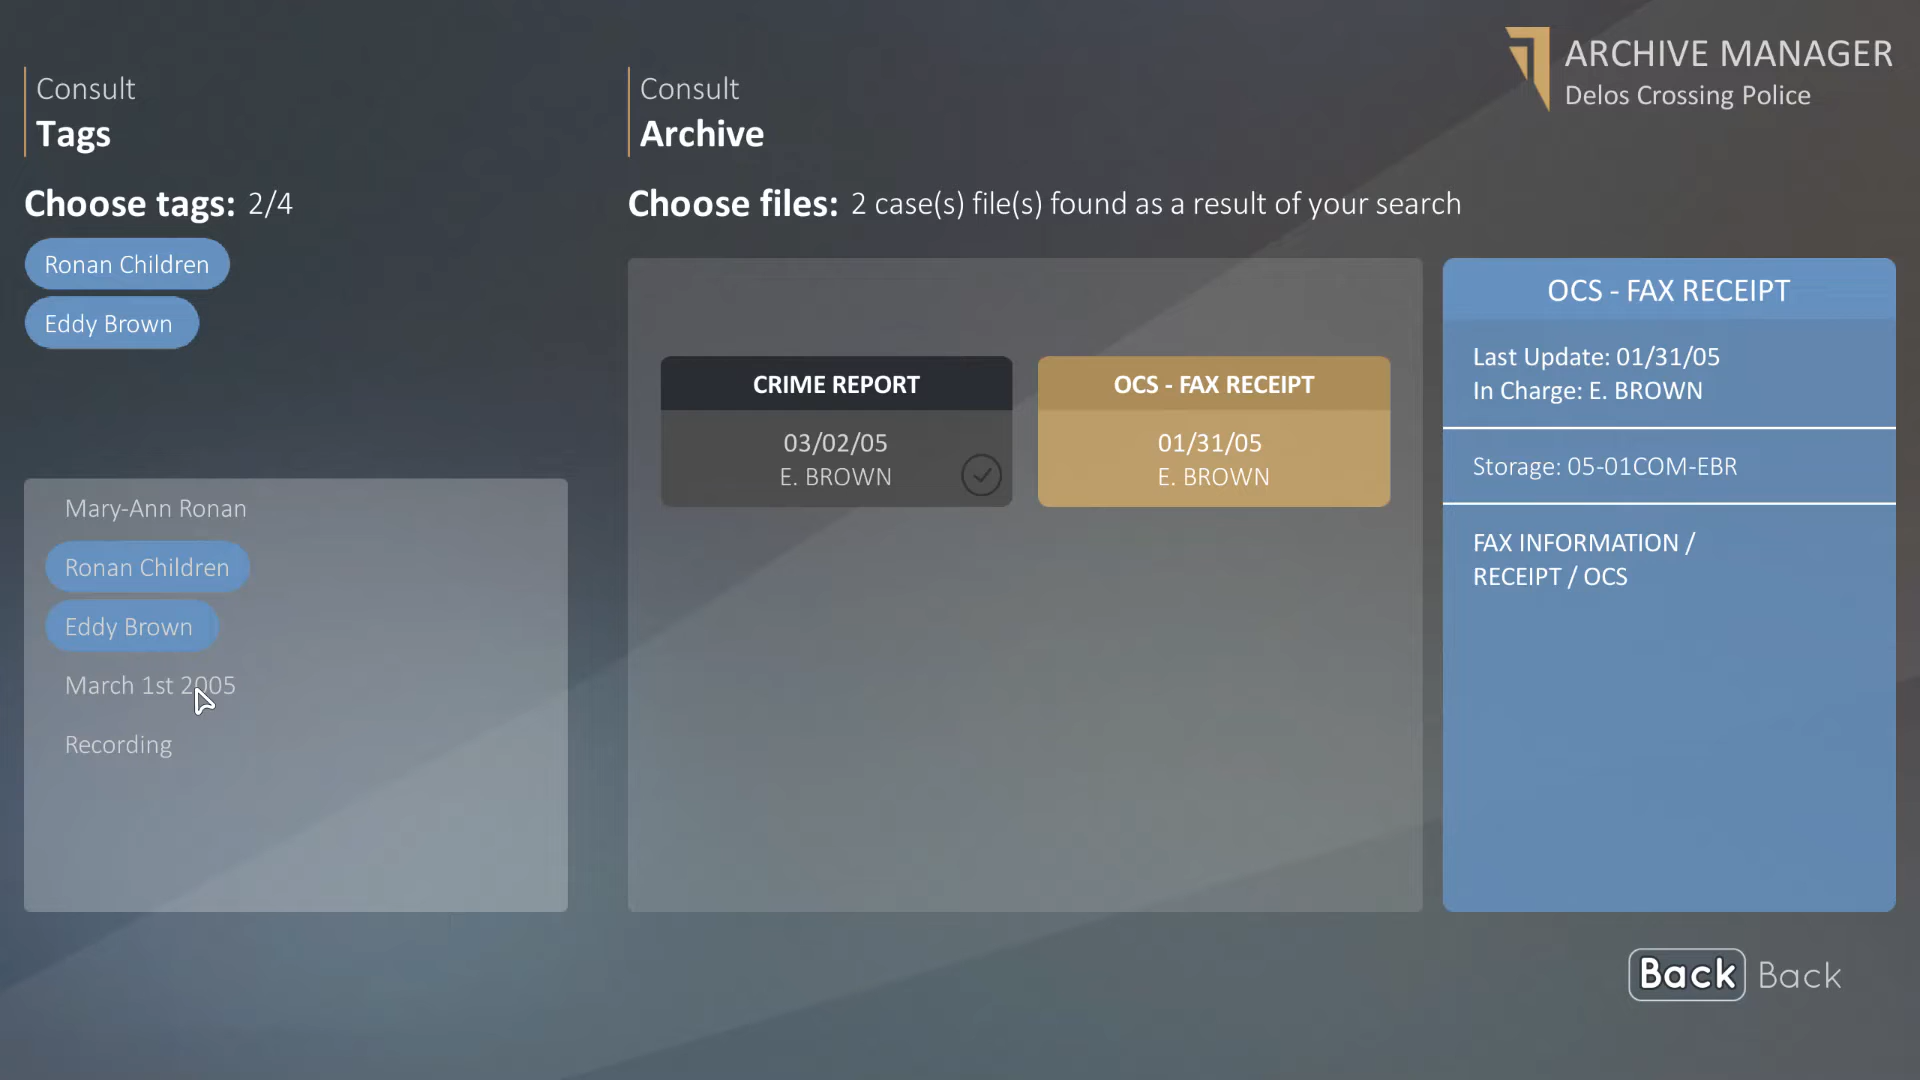 ARCHIVE MANAGER
Delos Crossing Police
Consult
Tags
Choose tags: 2/4
Ronan Children
Eddy Brown
Mary-Ann Ronan
Ronan Children
Eddy Brown
March 1st 2005
Recording
Consult
Archive
Choose files: 2 case(s) file(s) found as a result of your search
CRIME REPORT
03/02/05
E. BROWN
OCS - FAX RECEIPT
01/31/05
E. BROWN
OCS - FAX RECEIPT
Last Update: 01/31/05
In Charge: E. BROWN
Storage: 05-01COM-EBR
FAX INFORMATION /
RECEIPT / OCS
Back Back